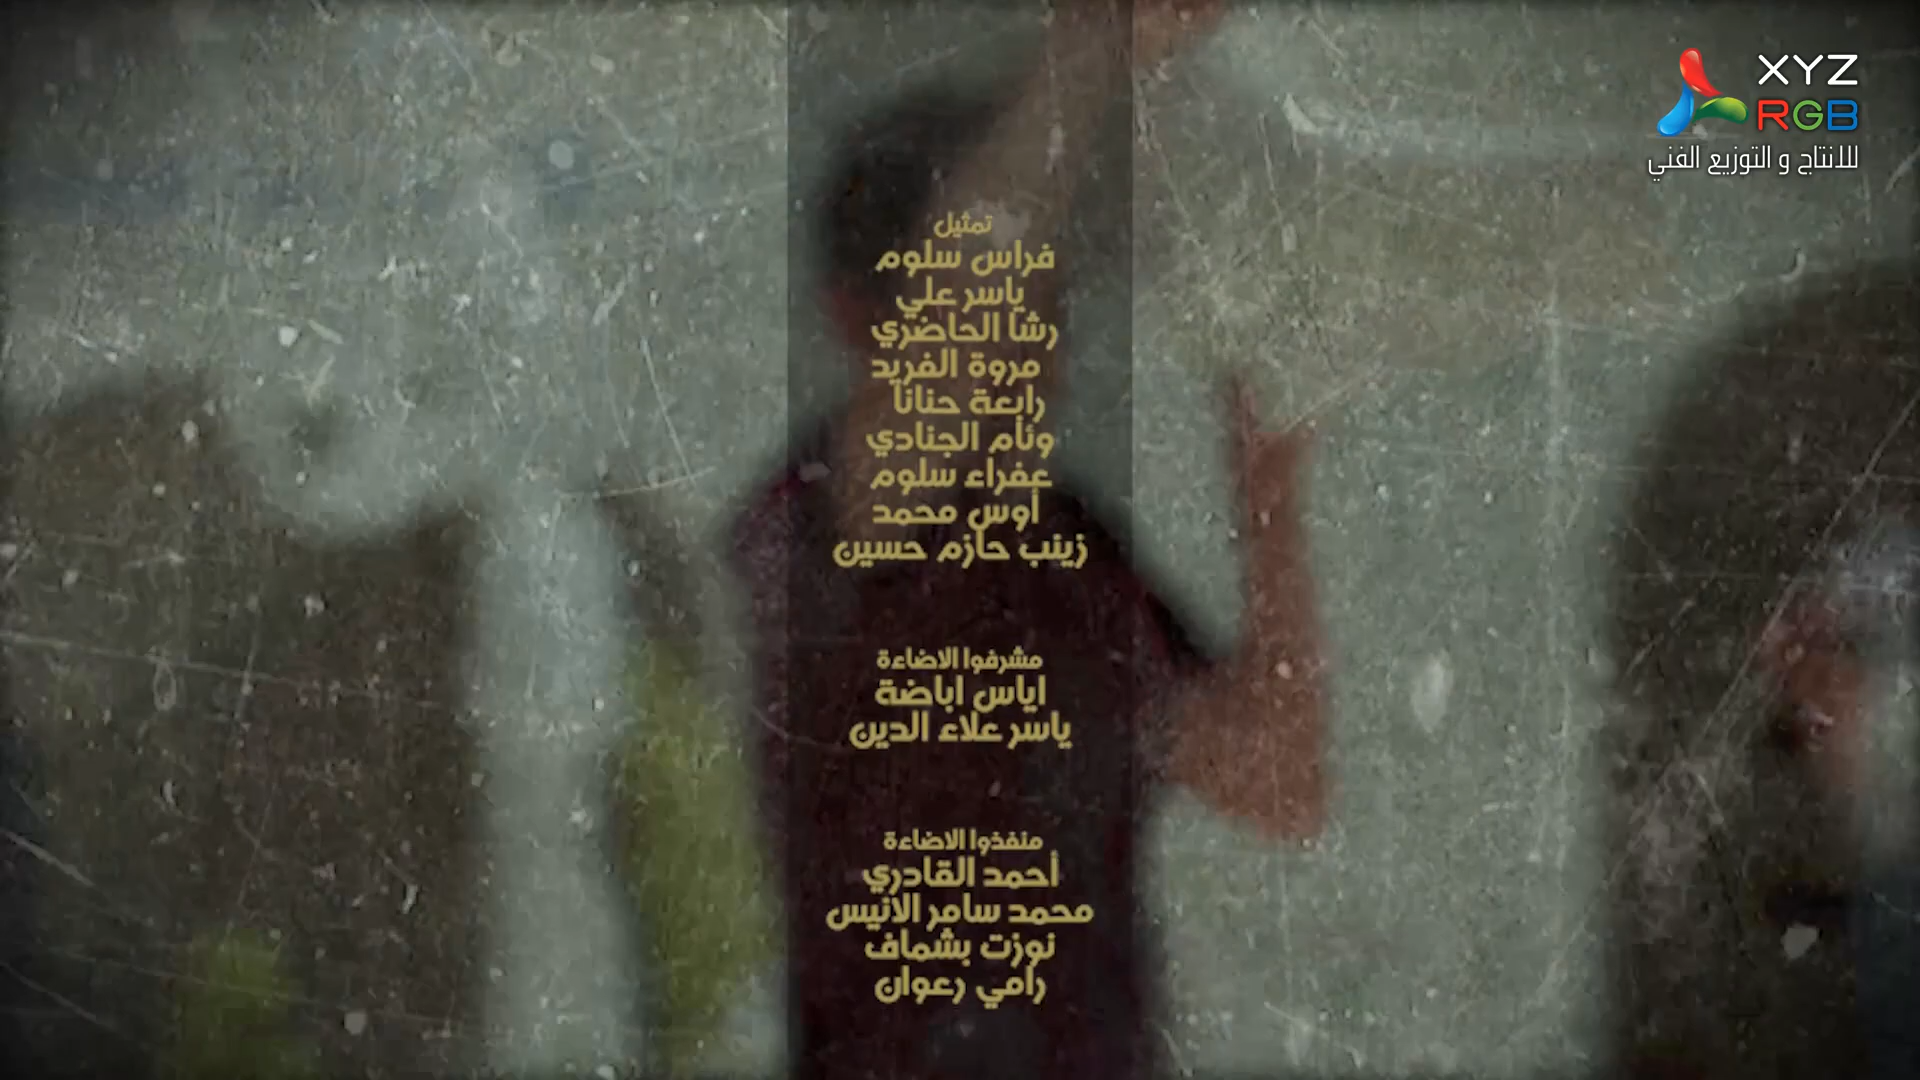 XYZ
RGB
للانتاج و التوزيع الفني
تمثيل
فراس سلوم
ياسر علي
رشا الحاضري
مروة الفريد
رابعة حنانا
وئام الجنادي
عفراء سلوم
أوس محمد
زينب حازم حسين
مشرفوا الاضاءة
اياس اباضة
ياسر علاء الدين
منفذوا الاضاءة
أحمد القادري
محمد سامر الانيس
نوزت بشماف
رامي رعوان